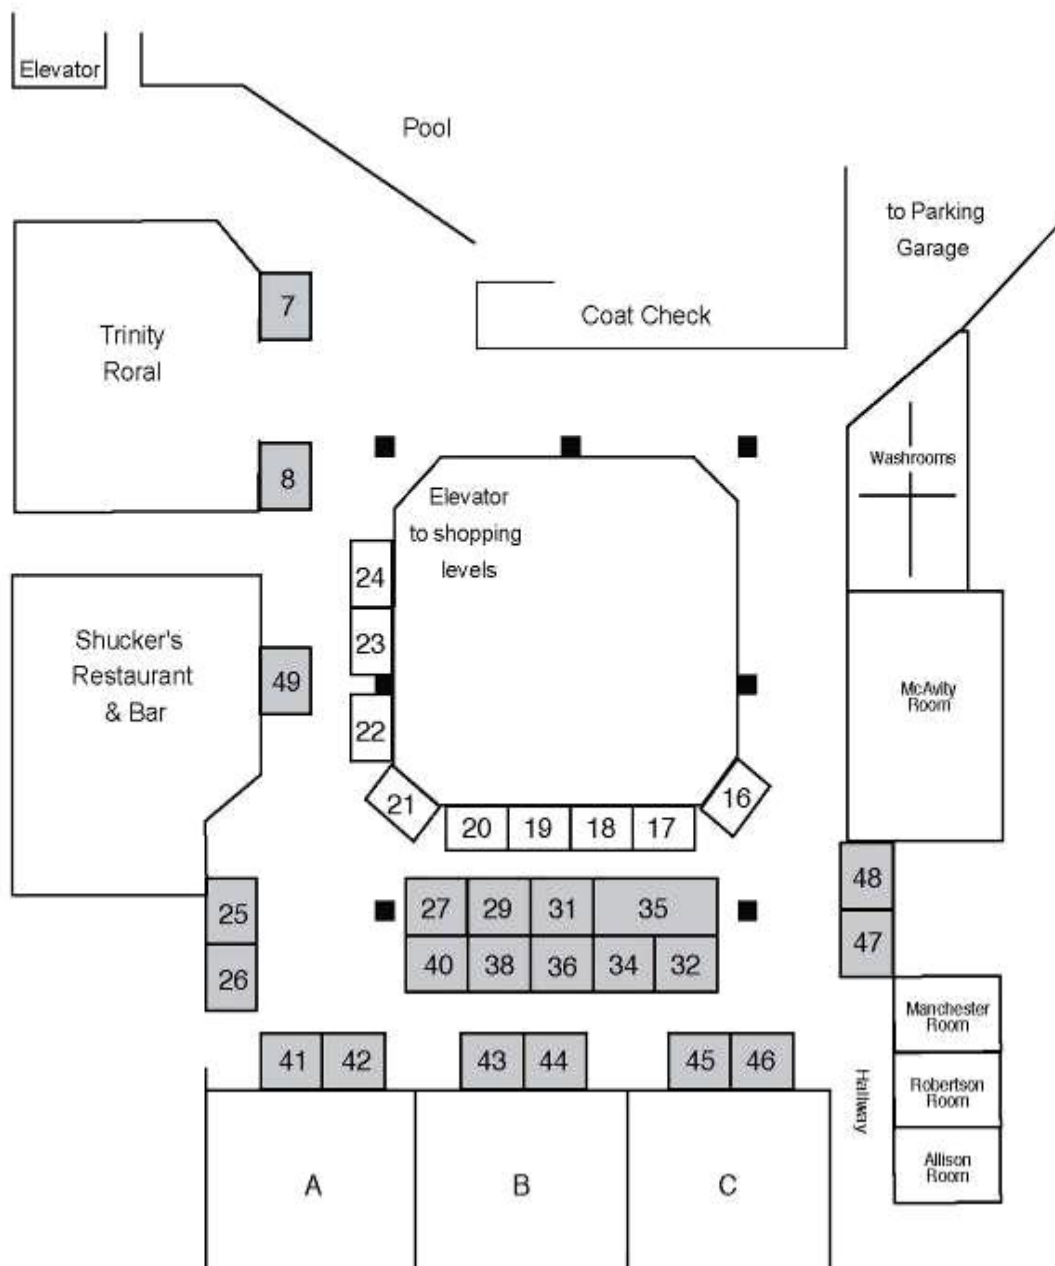 Elevator
Pool
to Parking
Garage
7
Coat Check
Trinity
Roral
Washrooms
8
Elevator
to shopping
levels
24
23
Shucker's
Restaurant
& Bar
49
McAvity
Room
22
21
16
20 19 18 17
48
25
27 29 31 35
47
26
40 38 36 34 32
Manchester
Room
41 42 43 44 45 46
Robertson
Room
Hallway
Allison
Room
A B C